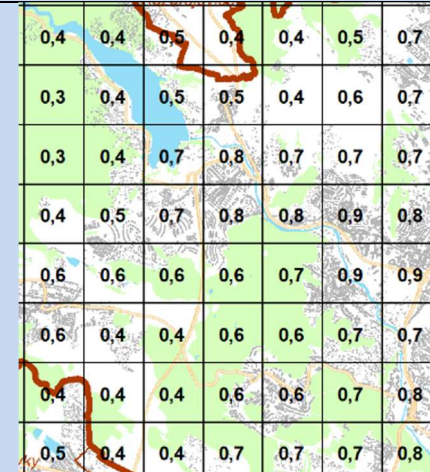 0,4 0,4 0,5 0,4 0,4 0,5 0,7
0,3 0,4 0,5 0,5 0,4 0,6 0,7
0,3 0,4 0,7 0,8 0,7 0,7 0,7
0,4 0,5 0,7 0,8 0,8 0,9 0,8
0,6 0,6 0,6 0,6 0,7 0,9 0,9
0,6 0,4 0,4 0,6 0,6 0,7 0,7
0,4 0,4 0,4 0,6 0,6 0,7 0,8
0,5 0,4 0,4 0,7 0,7 0,7 0,8
ky